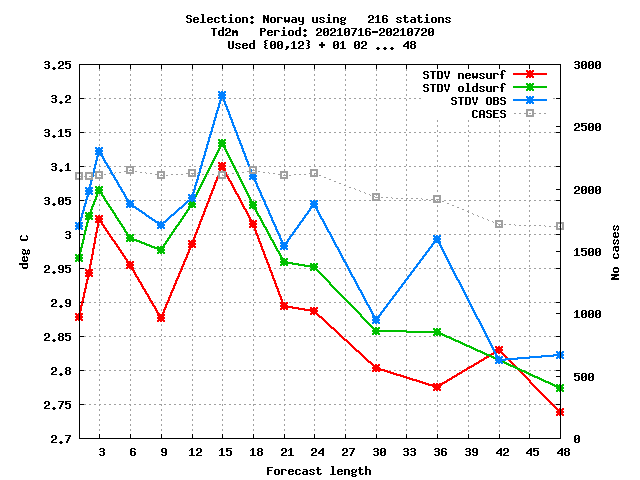 Selection: Norway using   216 stations
Td2m   Period: 20210716-20210720
Used {00,12} + 01 02 ... 48
STDV newsurf
STDV oldsurf
STDV OBS
CASES
3.25
3.2
3.15
3.1
3.05
3
2.95
2.9
2.85
2.8
2.75
2.7
deg C
3000
2500
2000
1500
1000
500
0
No cases
3 6 9 12 15 18 21 24 27 30 33 36 39 42 45 48
Forecast length